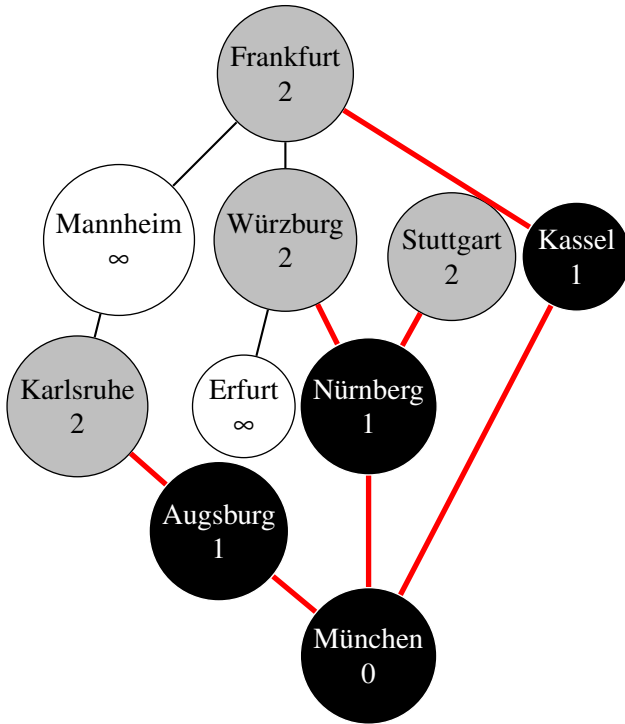 Frankfurt
2
Mannheim
∞
Würzburg
2
Stuttgart
2
Kassel
1
Karlsruhe
2
Erfurt
∞
Nürnberg
1
Augsburg
1
München
0